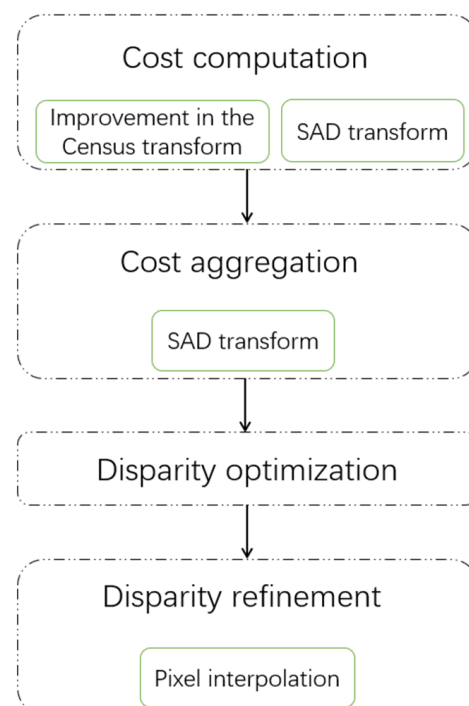 Cost computation
Improvement in the
Census transform
SAD transform
Cost aggregation
SAD transform
Disparity optimization
Disparity refinement
Pixel interpolation